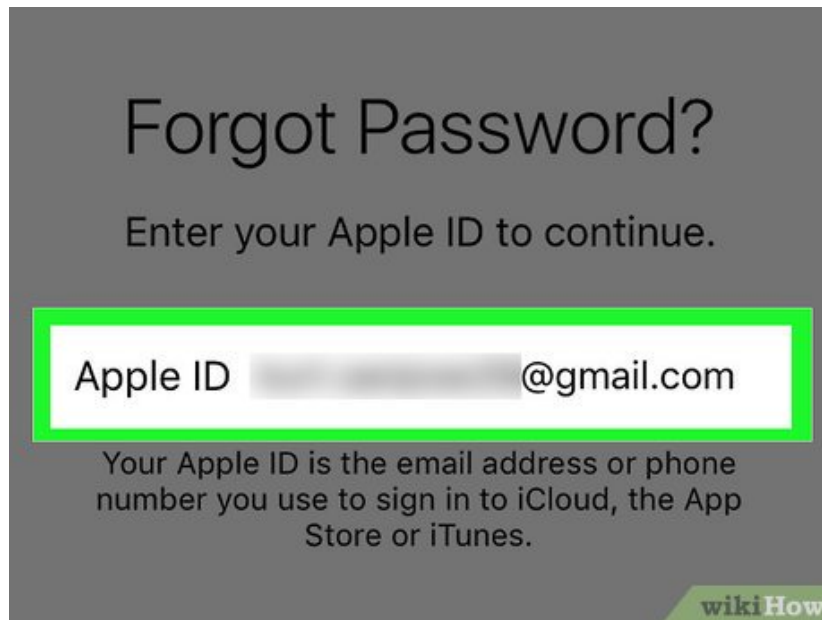 Forgot Password?
Enter your Apple ID to continue.
Apple ID @gmail.com
Your Apple ID is the email address or phone
number you use to sign in to iCloud, the App
Store or iTunes.
wikiHow